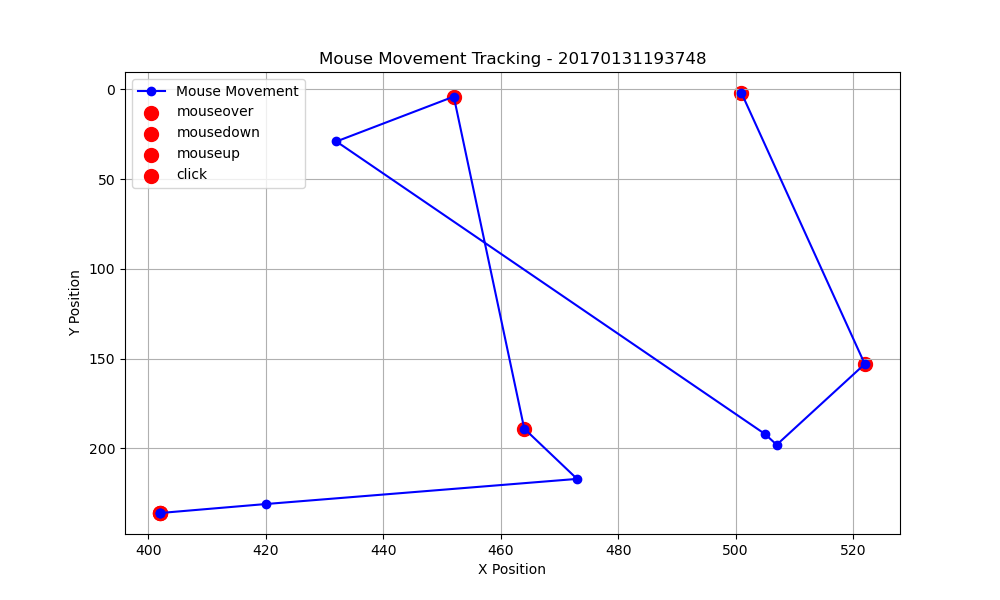 Mouse Movement Tracking - 20170131193748
Mouse Movement
mouseover
mousedown
mouseup
click
0
50
100
150
200
Y Position
400
420
440
460
480
500
520
X Position